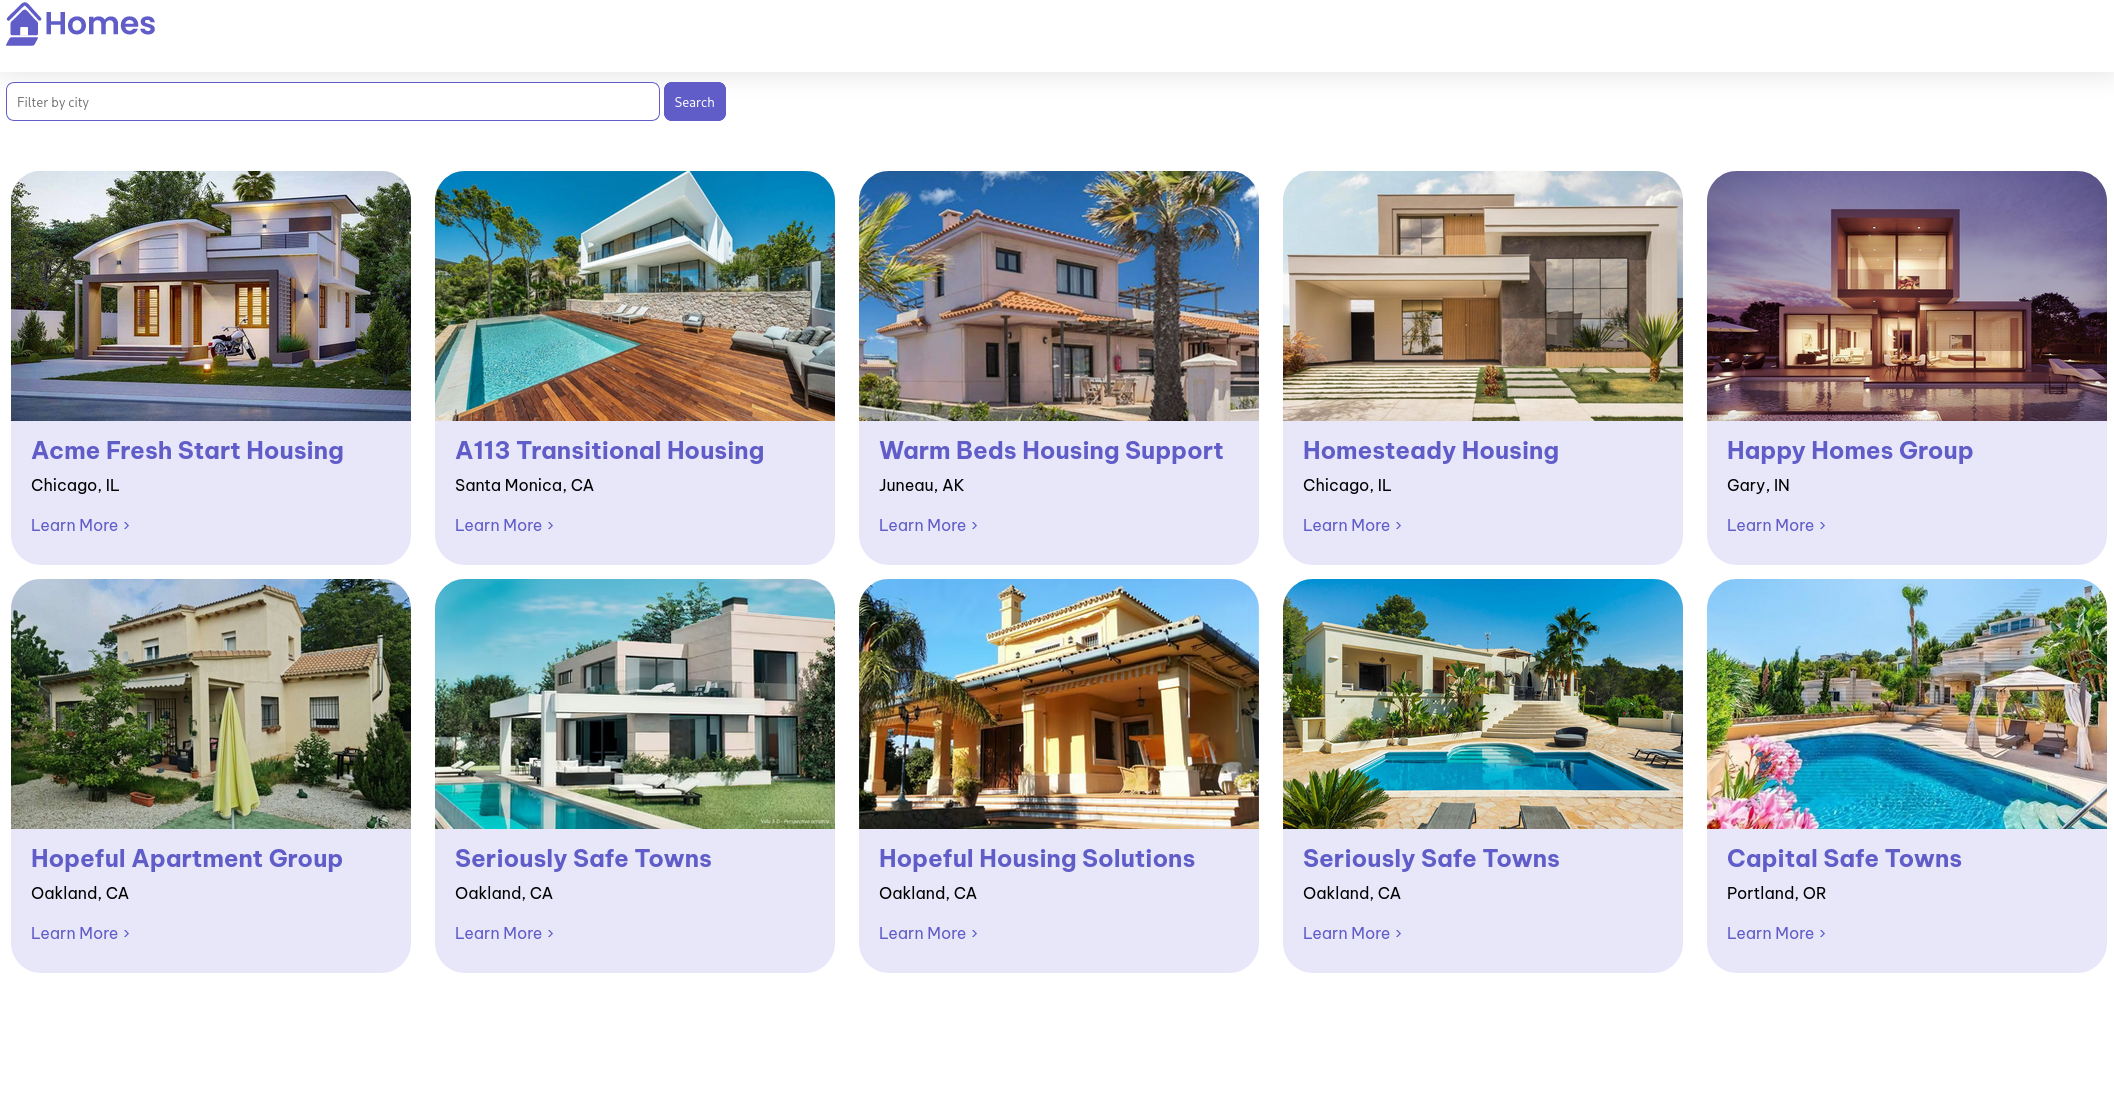 Homes
Filter by city
Search
Acme Fresh Start Housing
Chicago, IL
Learn More >
A113 Transitional Housing
Santa Monica, CA
Learn More >
Warm Beds Housing Support
Juneau, AK
Learn More >
Homesteady Housing
Chicago, IL
Learn More >
Happy Homes Group
Gary, IN
Learn More >
Hopeful Apartment Group
Oakland, CA
Learn More >
Seriously Safe Towns
Oakland, CA
Learn More >
Hopeful Housing Solutions
Oakland, CA
Learn More >
Seriously Safe Towns
Oakland, CA
Learn More >
Capital Safe Towns
Portland, OR
Learn More >